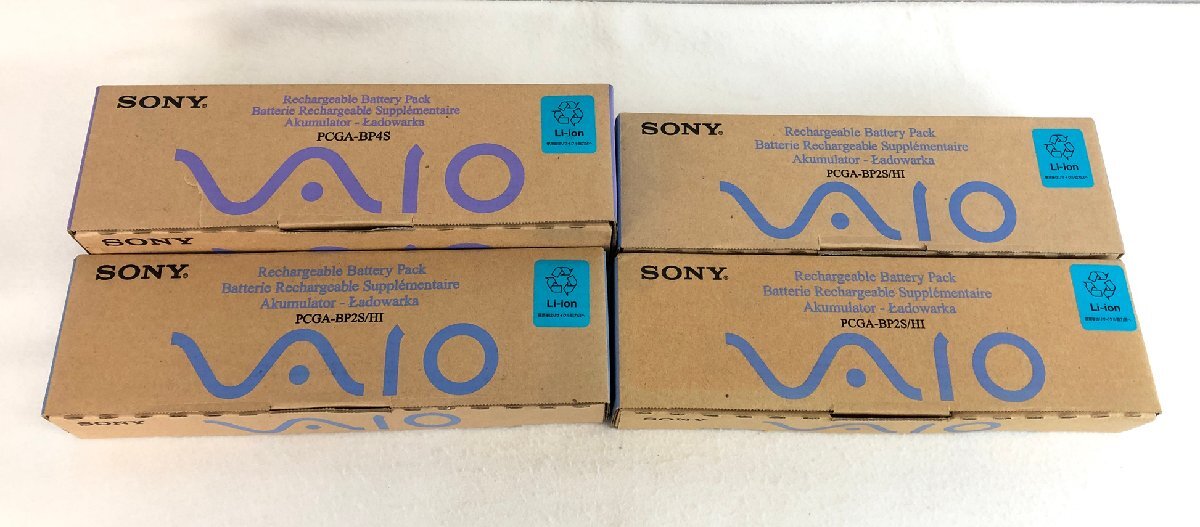 SONY®
Rechargeable Battery Pack
Batterie Rechargeable Supplémentaire
Akumulator - Ładowarka
PCGA-BP4S
VAIO
Li-ion
SONY
SONY®
Rechargeable Battery Pack
Batterie Rechargeable Supplémentaire
Akumulator - Ładowarka
PCGA-BP2S/HI
VAIO
Li-ion
SONY®
Rechargeable Battery Pack
Batterie Rechargeable Supplémentaire
Akumulator - Ładowarka
PCGA-BP2S/HI
VAIO
Li-ion
SONY
SONY®
Rechargeable Battery Pack
Batterie Rechargeable Supplémentaire
Akumulator - Ładowarka
PCGA-BP2S/HI
VAIO
Li-ion
SONY